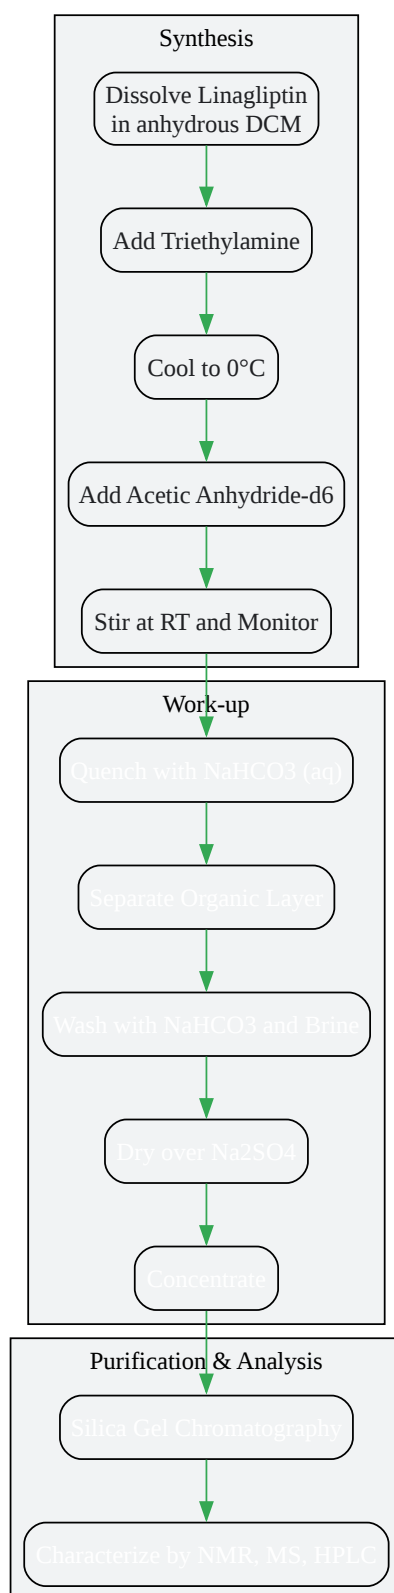 Synthesis
Dissolve Linagliptin
in anhydrous DCM
Add Triethylamine
Cool to 0°C
Add Acetic Anhydride-d6
Stir at RT and Monitor
Work-up
Quench with NaHCO3 (aq)
Separate Organic Layer
Wash with NaHCO3 and Brine
Dry over Na2SO4
Concentrate
Purification & Analysis
Silica Gel Chromatography
Characterize by NMR, MS, HPLC